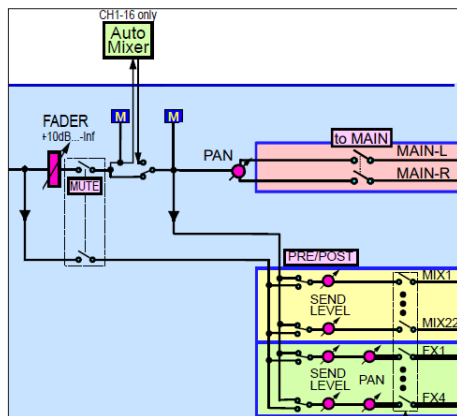 CH1-16 only
Auto
Mixer
FADER
+10dB...-Inf
M
M
MUTE
PAN
to MAIN
MAIN-L
MAIN-R
PRE/POST
SEND
LEVEL
MIX1
MIX22
SEND
LEVEL
PAN
FX1
FX4